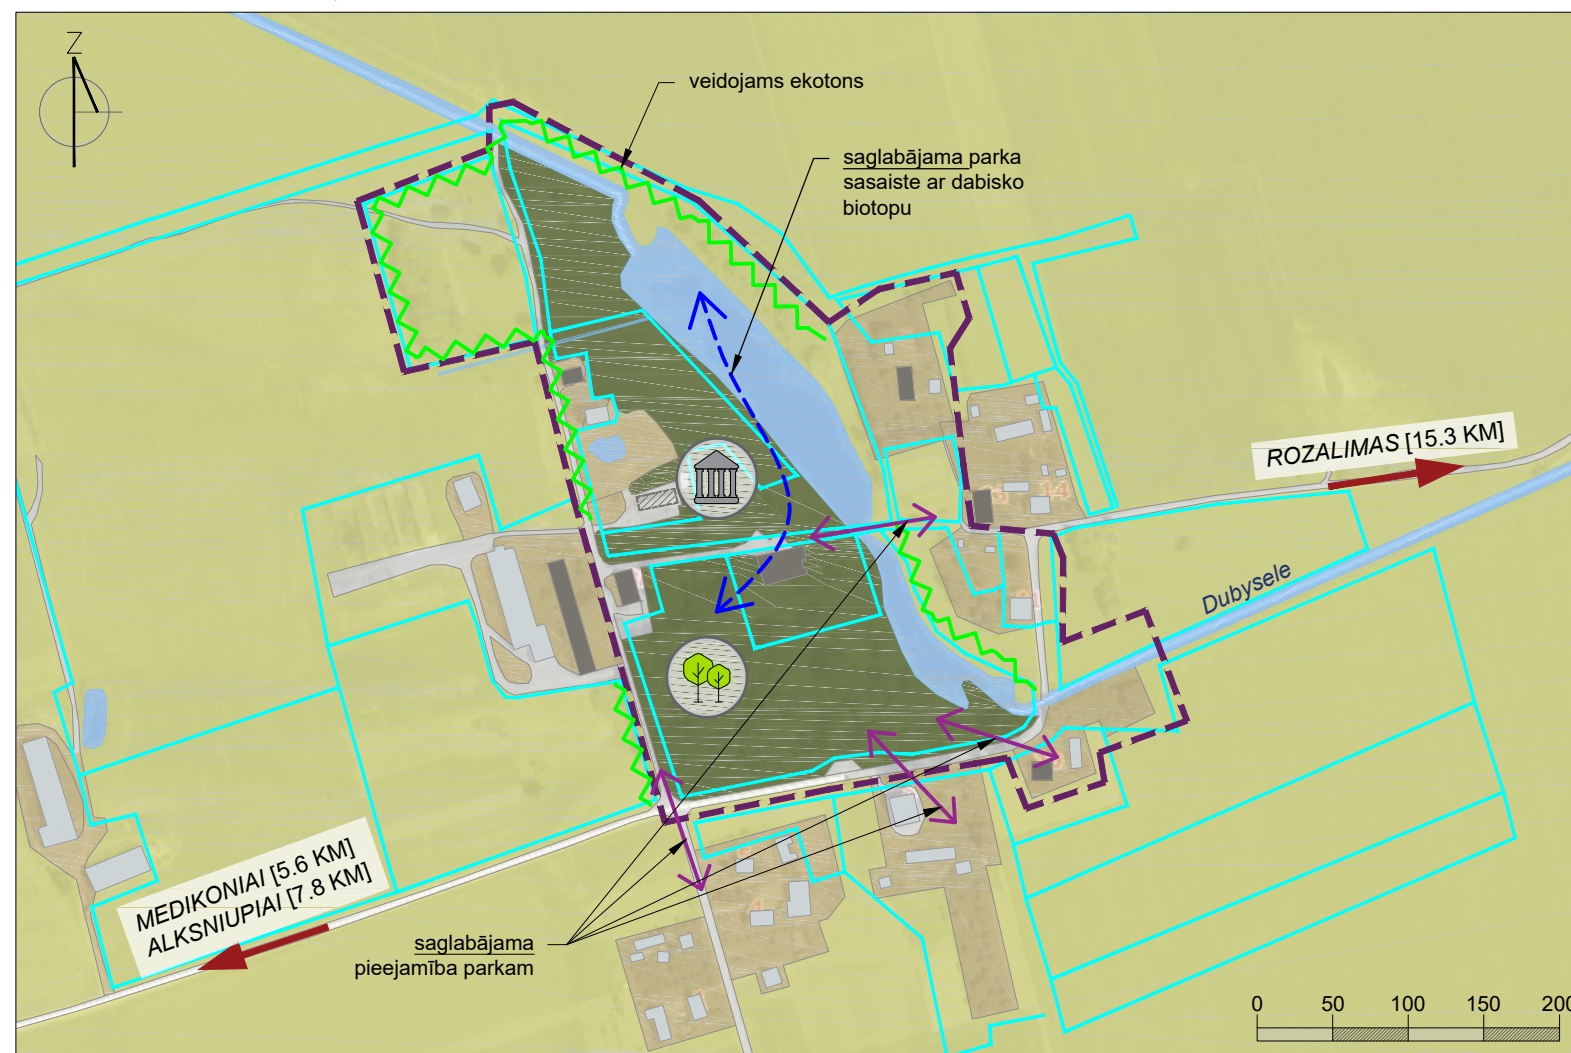 Z
veidojams ekotons
saglabājama parka
sasaiste ar dabisko
biotopu
ROZALIMAS [15.3 KM]
Dubysele
MEDIKONIAI [5.6 KM]
ALKSNIUPIAI [7.8 KM]
saglabājama
pieejamība parkam
0 50 100 150 200